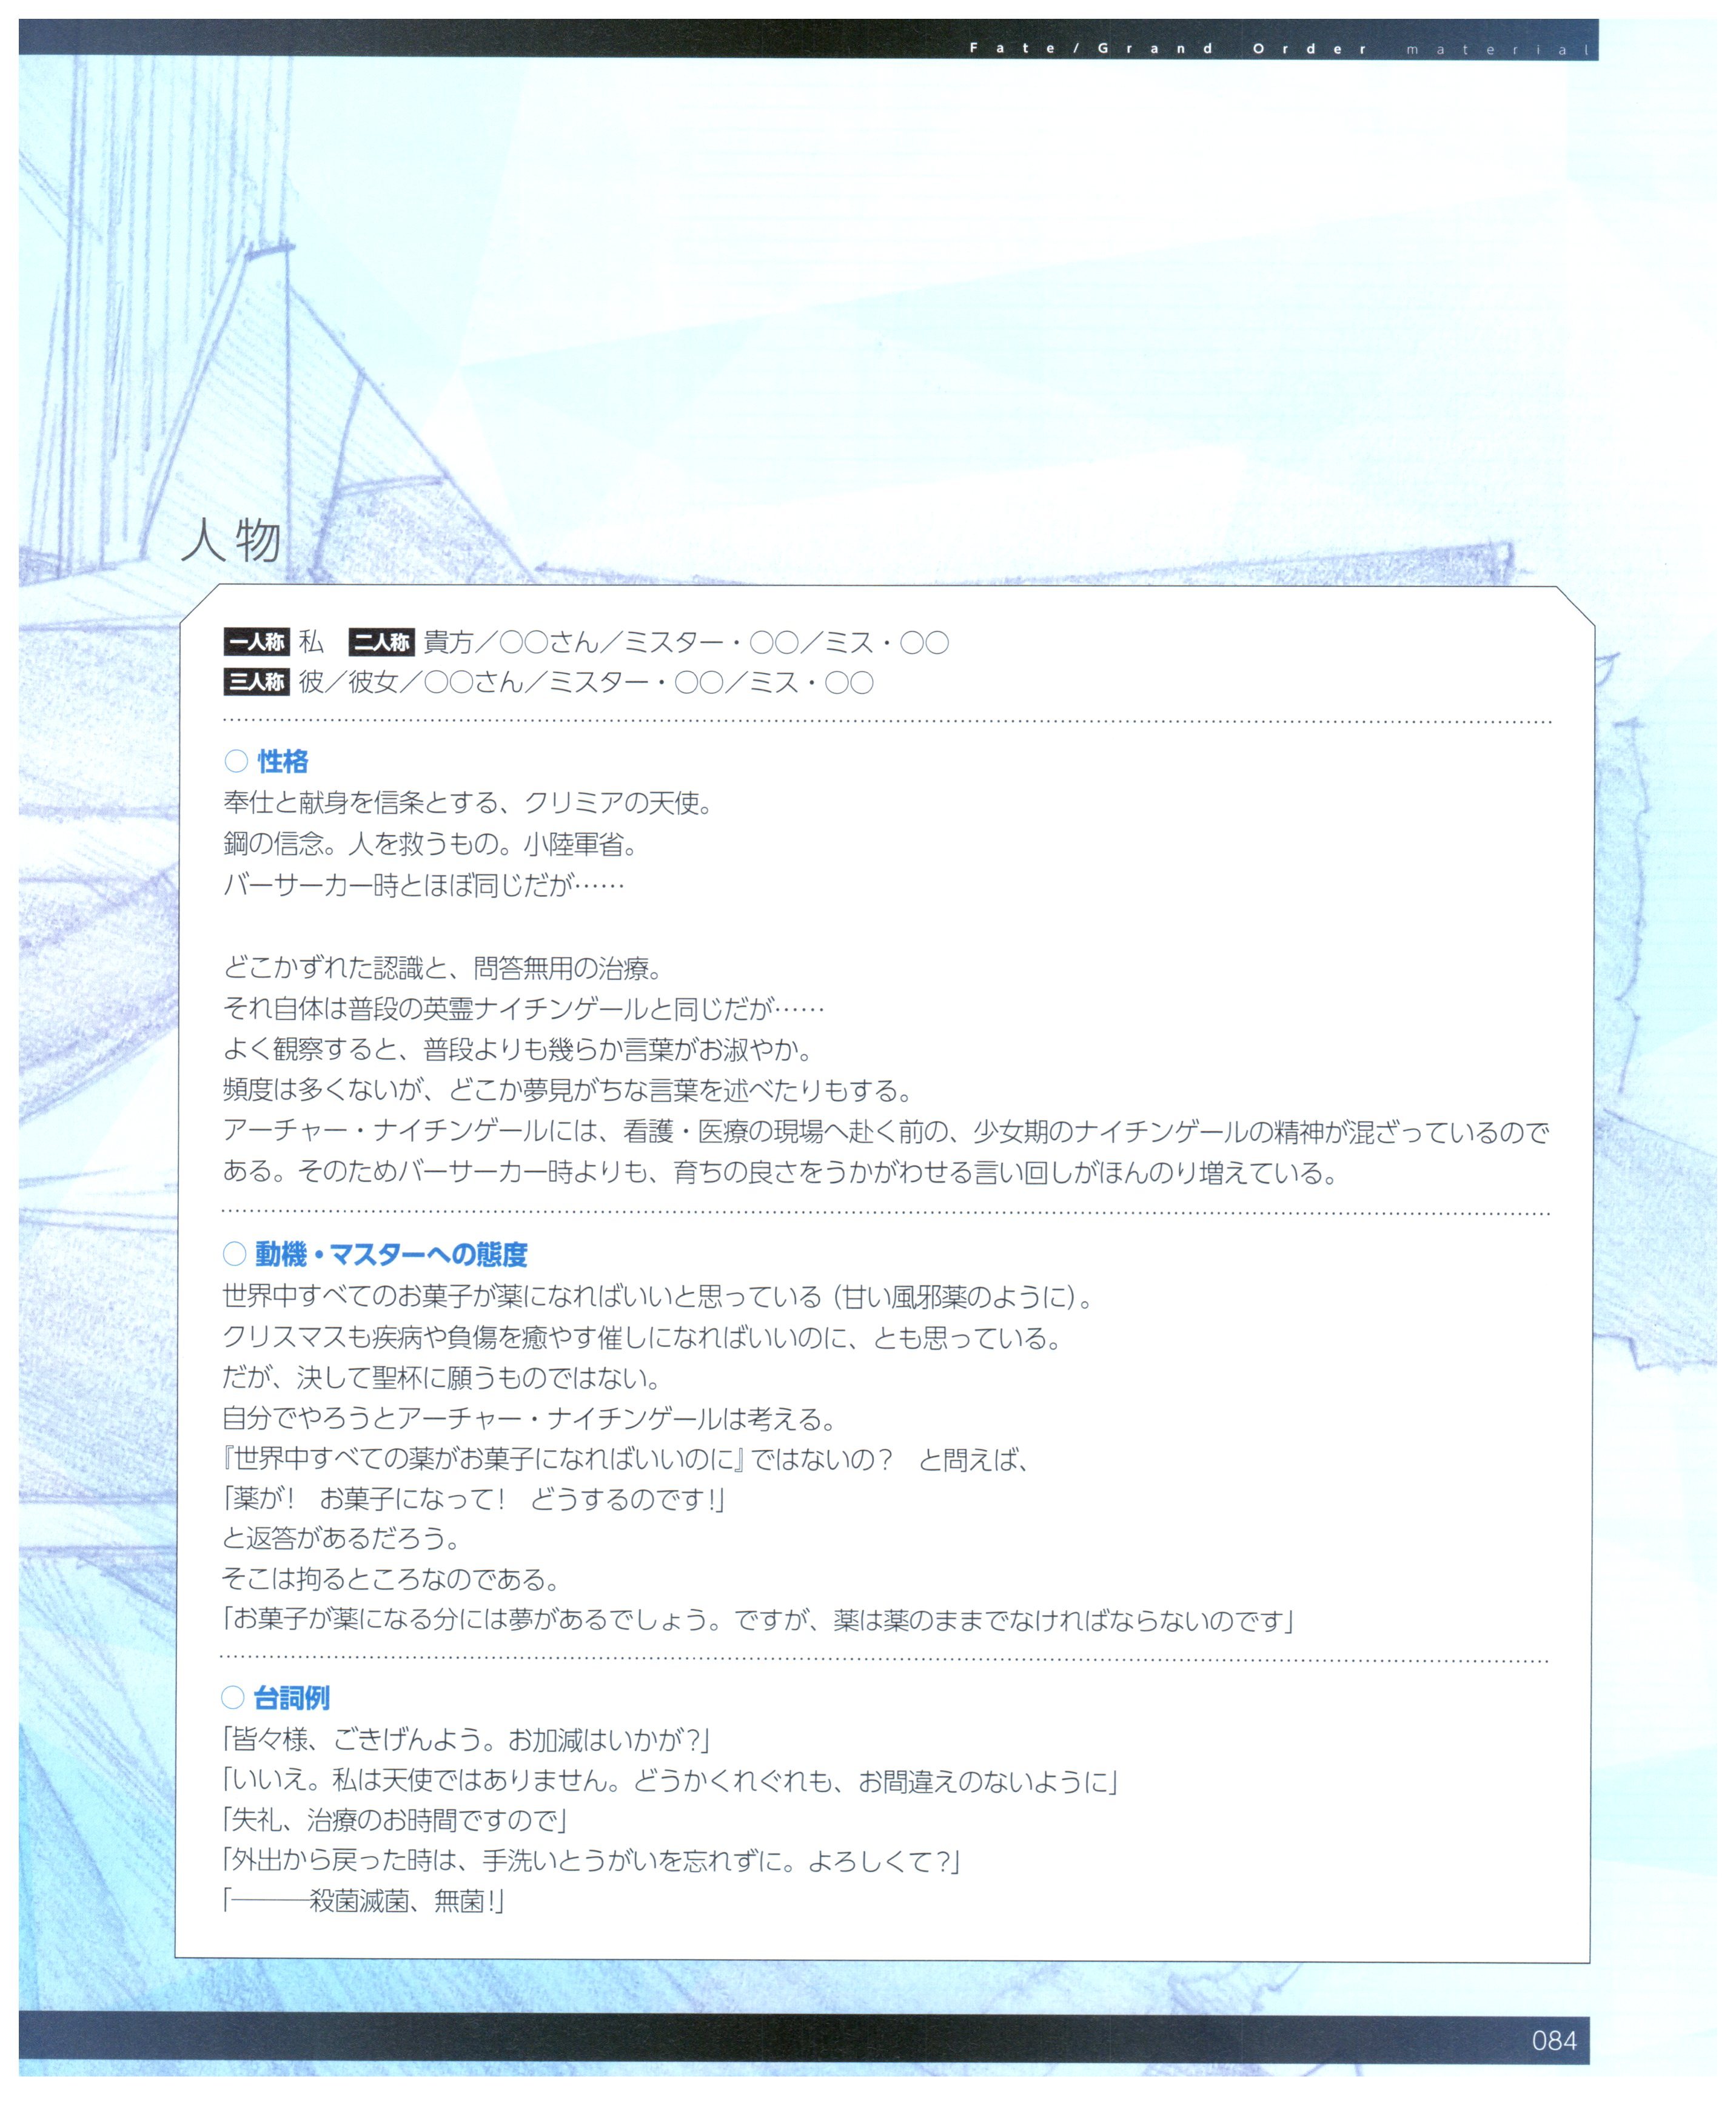 Fate/Grand Order material
人物
一人称 私 二人称 貴方／○○さん／ミスター・○○／ミス・○○
三人称 彼／彼女／○○さん／ミスター・○○／ミス・○○
○ 性格
奉仕と献身を信条とする、クリミアの天使。
鋼の信念。人を救うもの。小陸軍省。
バーサーカー時とほぼ同じだが……
どこかずれた認識と、問答無用の治療。
それ自体は普段の英霊ナイチンゲールと同じだが……
よく観察すると、普段よりも幾らか言葉がお淑やか。
頻度は多くないが、どこか夢見がちな言葉を述べたりもする。
アーチャー・ナイチンゲールには、看護・医療の現場へ赴く前の、少女期のナイチンゲールの精神が混ざっているので
ある。そのためバーサーカー時よりも、育ちの良さをうかがわせる言い回しがほんのり増えている。
○ 動機・マスターへの態度
世界中すべてのお菓子が薬になればいいと思っている（甘い風邪薬のように）。
クリスマスも疾病や負傷を癒やす催しになればいいのに、とも思っている。
だが、決して聖杯に願うものではない。
自分でやろうとアーチャー・ナイチンゲールは考える。
『世界中すべての薬がお菓子になればいいのに』ではないの？　と問えば、
「薬が！　お菓子になって！　どうするのです！」
と返答があるだろう。
そこは拘るところなのである。
「お菓子が薬になる分には夢があるでしょう。ですが、薬は薬のままでなければならないのです」
○ 台詞例
「皆々様、ごきげんよう。お加減はいかが？」
「いいえ。私は天使ではありません。どうかくれぐれも、お間違えのないように」
「失礼、治療のお時間ですので」
「外出から戻った時は、手洗いとうがいを忘れずに。よろしくて？」
「―――殺菌滅菌、無菌！」
084